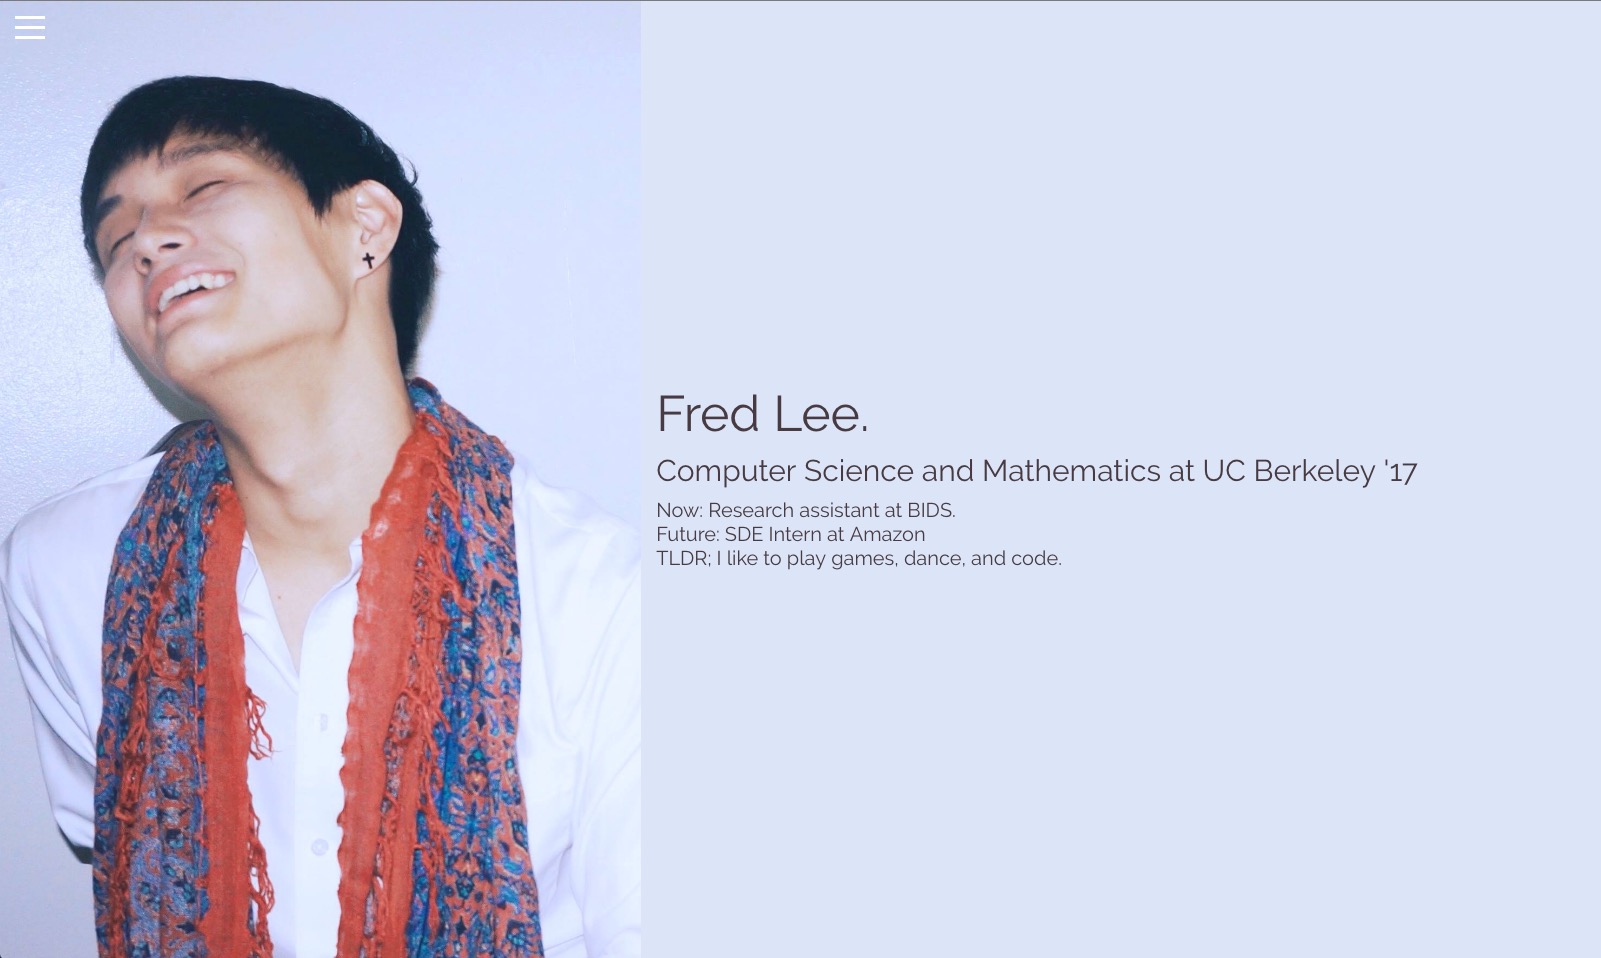 Fred Lee.
Computer Science and Mathematics at UC Berkeley '17
Now: Research assistant at BIDS.
Future: SDE Intern at Amazon
TLDR; I like to play games, dance, and code.